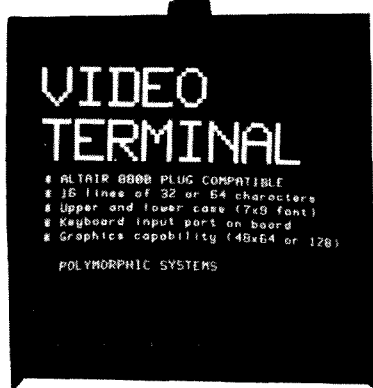 VIDEO
TERMINAL
* ALTAIR 8800 PLUG COMPATIBLE
* 16 lines of 32 or 64 characters
* Upper and lower case (7x9 font)
* Keyboard input port on board
* Graphics capability (48x64 or 128)
POLYMORPHIC SYSTEMS